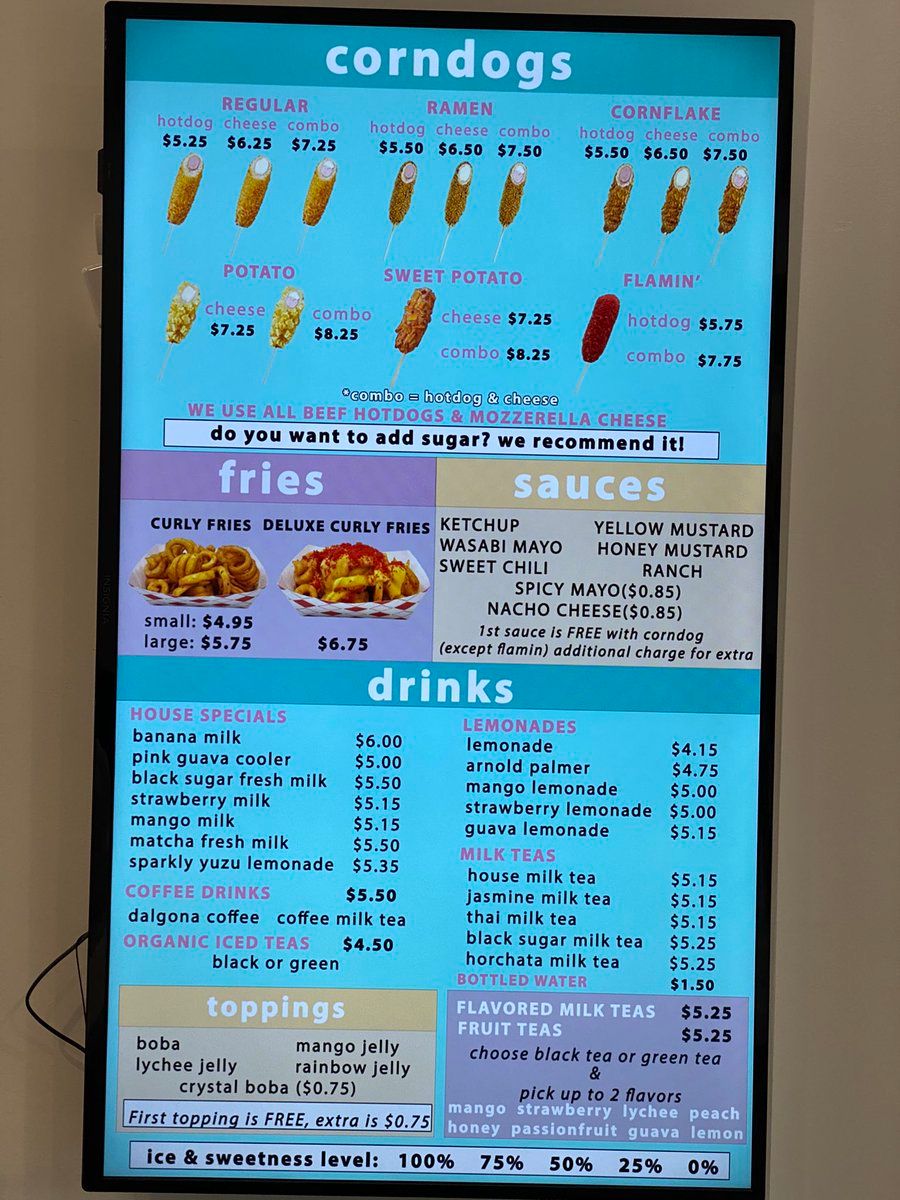 corndogs
REGULAR
hotdog cheese combo
$5.25 $6.25 $7.25
RAMEN
hotdog cheese combo
$5.50 $6.50 $7.50
CORNFLAKE
hotdog cheese combo
$5.50 $6.50 $7.50
POTATO
cheese $7.25
combo $8.25
SWEET POTATO
cheese $7.25
combo $8.25
FLAMIN'
hotdog $5.75
combo $7.75
*combo = hotdog & cheese
WE USE ALL BEEF HOTDOGS & MOZZERELLA CHEESE
do you want to add sugar? we recommend it!
fries
CURLY FRIES DELUXE CURLY FRIES
small: $4.95
large: $5.75 $6.75
sauces
KETCHUP YELLOW MUSTARD
WASABI MAYO HONEY MUSTARD
SWEET CHILI RANCH
SPICY MAYO($0.85)
NACHO CHEESE($0.85)
1st sauce is FREE with corndog
(except flamin) additional charge for extra
drinks
HOUSE SPECIALS
banana milk $6.00
pink guava cooler $5.00
black sugar fresh milk $5.50
strawberry milk $5.15
mango milk $5.15
matcha fresh milk $5.50
sparkly yuzu lemonade $5.35
COFFEE DRINKS $5.50
dalgona coffee coffee milk tea
ORGANIC ICED TEAS $4.50
black or green
LEMONADES
lemonade $4.15
arnold palmer $4.75
mango lemonade $5.00
strawberry lemonade $5.00
guava lemonade $5.15
MILK TEAS
house milk tea $5.15
jasmine milk tea $5.15
thai milk tea $5.15
black sugar milk tea $5.25
horchata milk tea $5.25
BOTTLED WATER $1.50
toppings
boba mango jelly
lychee jelly rainbow jelly
crystal boba ($0.75)
First topping is FREE, extra is $0.75
FLAVORED MILK TEAS $5.25
FRUIT TEAS $5.25
choose black tea or green tea
&
pick up to 2 flavors
mango strawberry lychee peach
honey passionfruit guava lemon
ice & sweetness level: 100% 75% 50% 25% 0%
INSIGNIA